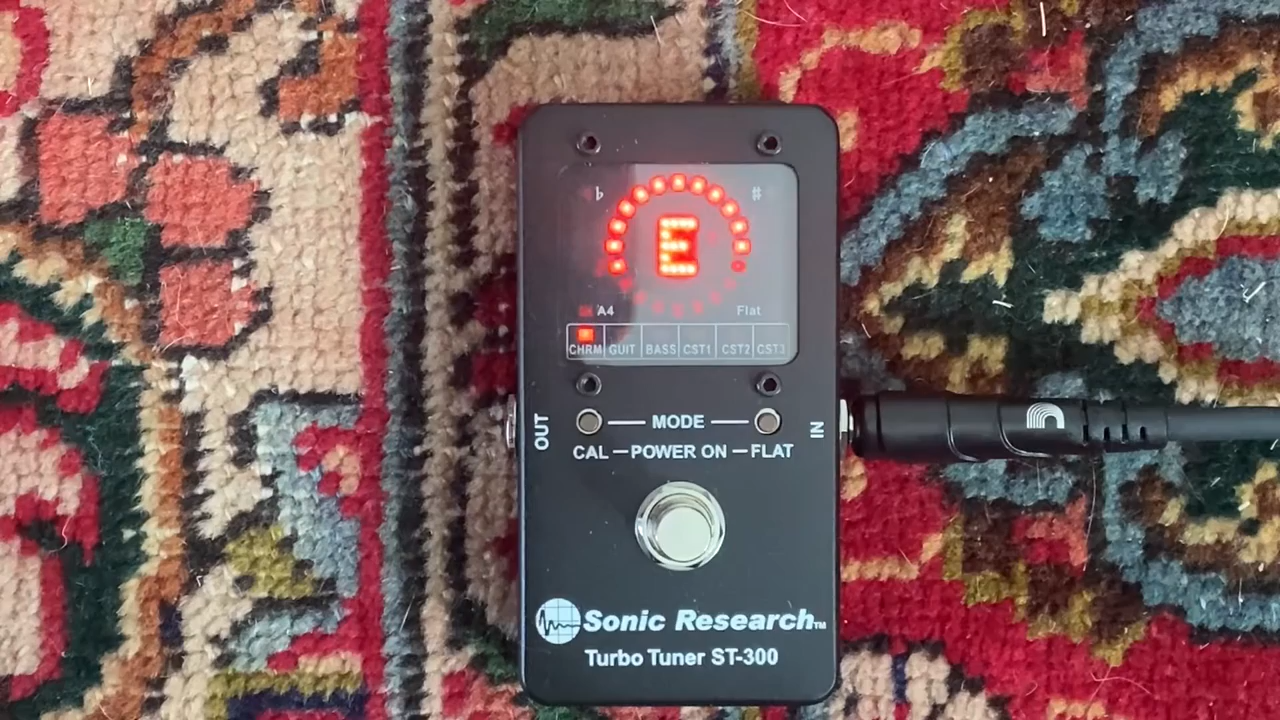 ♭ ♯
E
A4 Flat
CHRM GUIT BASS CST1 CST2 CST3
OUT MODE IN
CAL — POWER ON — FLAT
Sonic Research™
Turbo Tuner ST-300